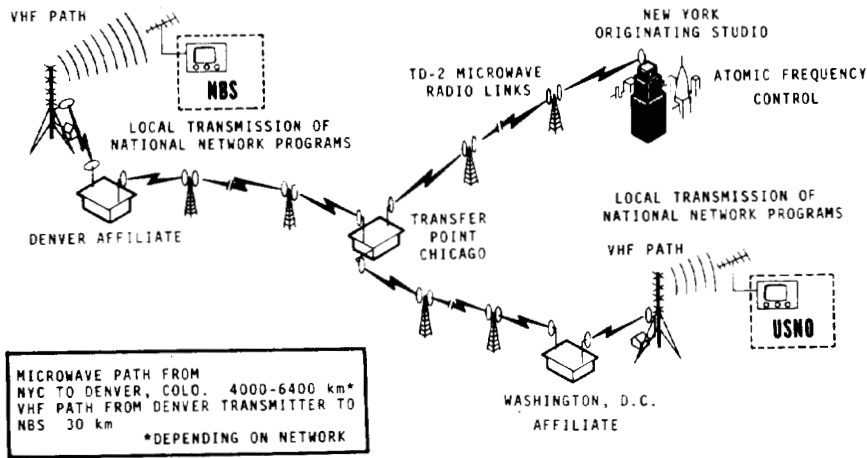 VHF PATH
NBS
LOCAL TRANSMISSION OF
NATIONAL NETWORK PROGRAMS
DENVER AFFILIATE
NEW YORK
ORIGINATING STUDIO
TD-2 MICROWAVE
RADIO LINKS
ATOMIC FREQUENCY
CONTROL
TRANSFER
POINT
CHICAGO
LOCAL TRANSMISSION OF
NATIONAL NETWORK PROGRAMS
VHF PATH
USNO
WASHINGTON, D.C.
AFFILIATE
MICROWAVE PATH FROM
NYC TO DENVER, COLO. 4000-6400 km*
VHF PATH FROM DENVER TRANSMITTER TO
NBS 30 km
*DEPENDING ON NETWORK